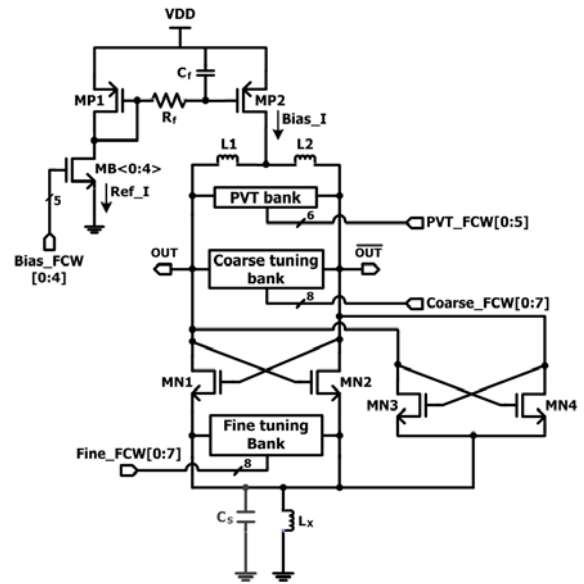 VDD
Cf
MP1
MP2
Rf
Bias_I
L1
L2
MB<0:4>
Ref_I
PVT bank
5
6
PVT_FCW[0:5]
Bias_FCW
[0:4]
OUT
OUT
Coarse tuning
bank
8
Coarse_FCW[0:7]
MN1
MN2
MN3
MN4
Fine tuning
Bank
Fine_FCW[0:7]
8
Cs
Lx